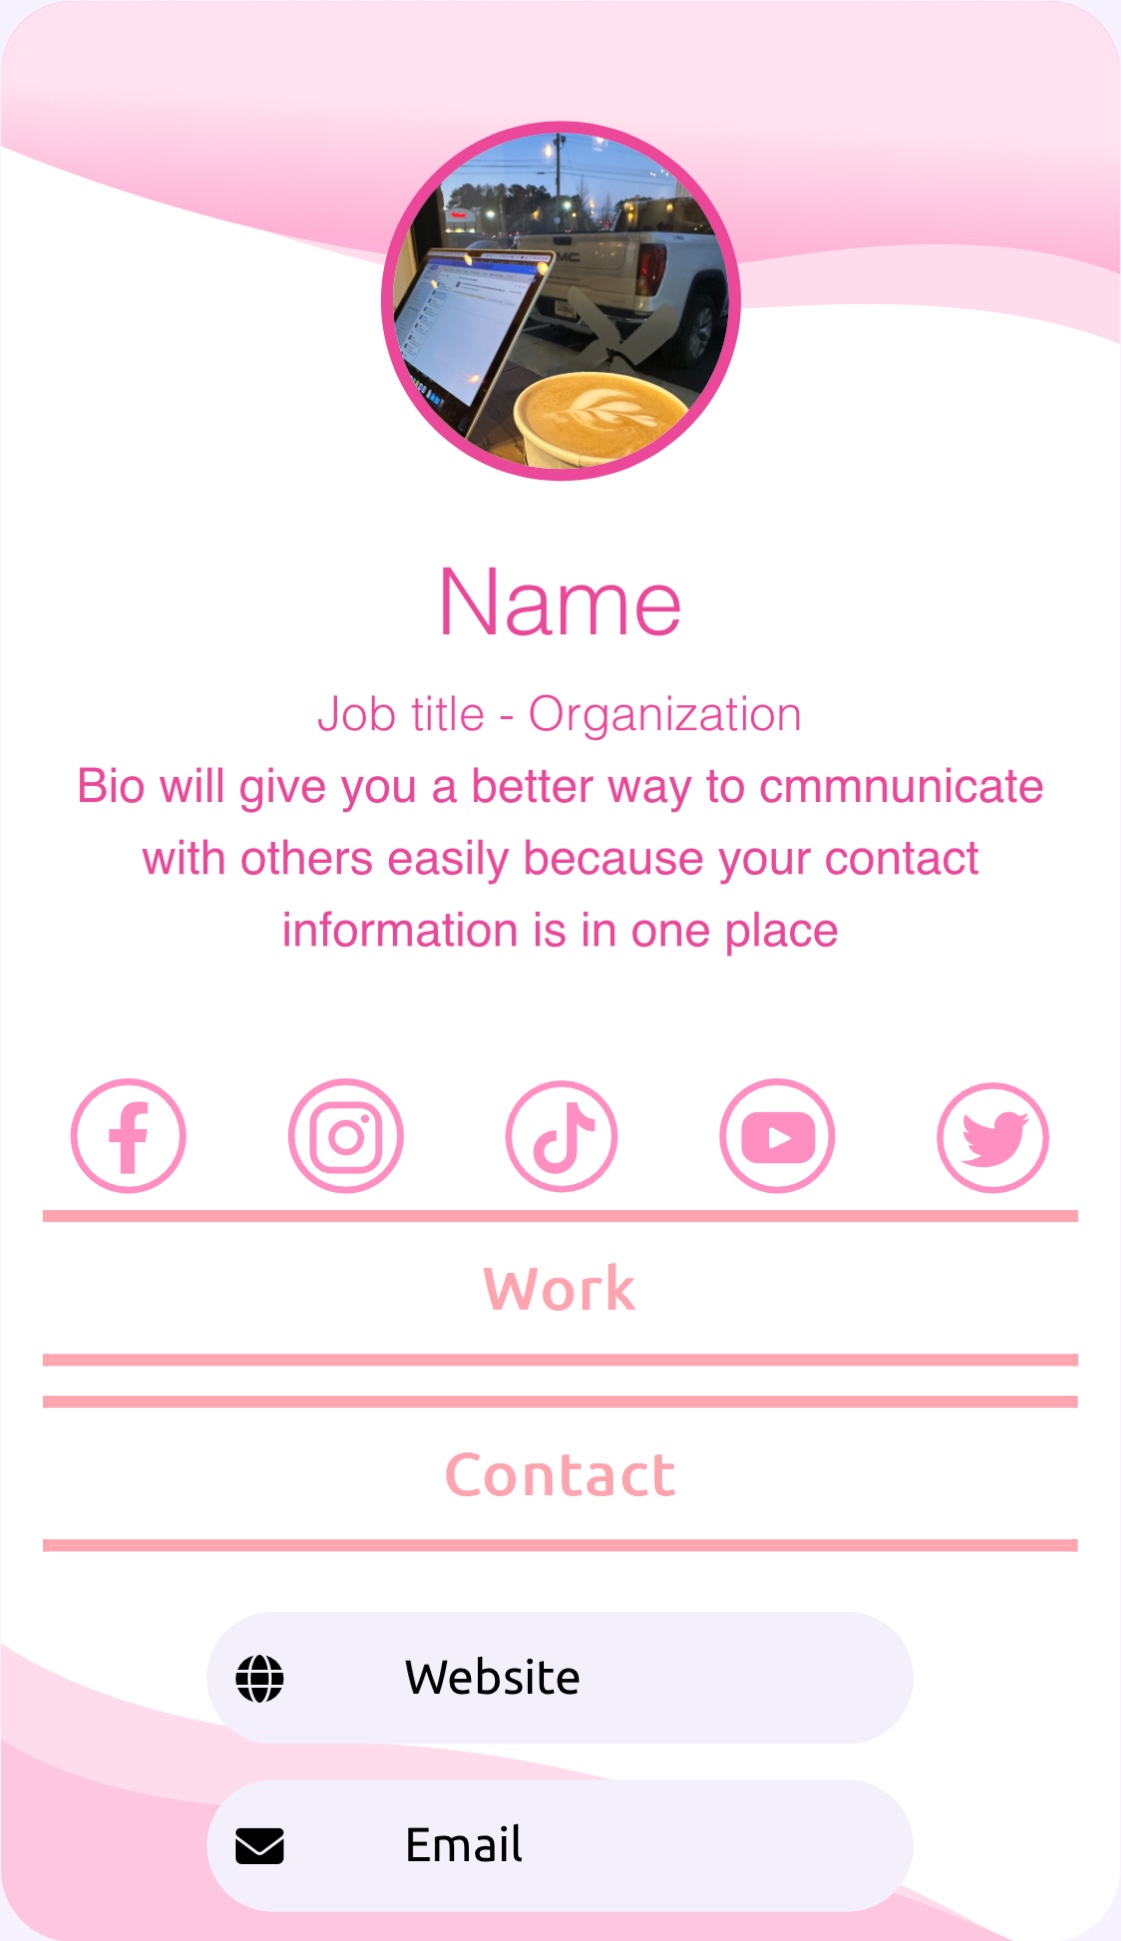 Name
Job title - Organization
Bio will give you a better way to cmmnunicate
with others easily because your contact
information is in one place
Work
Contact
Website
Email